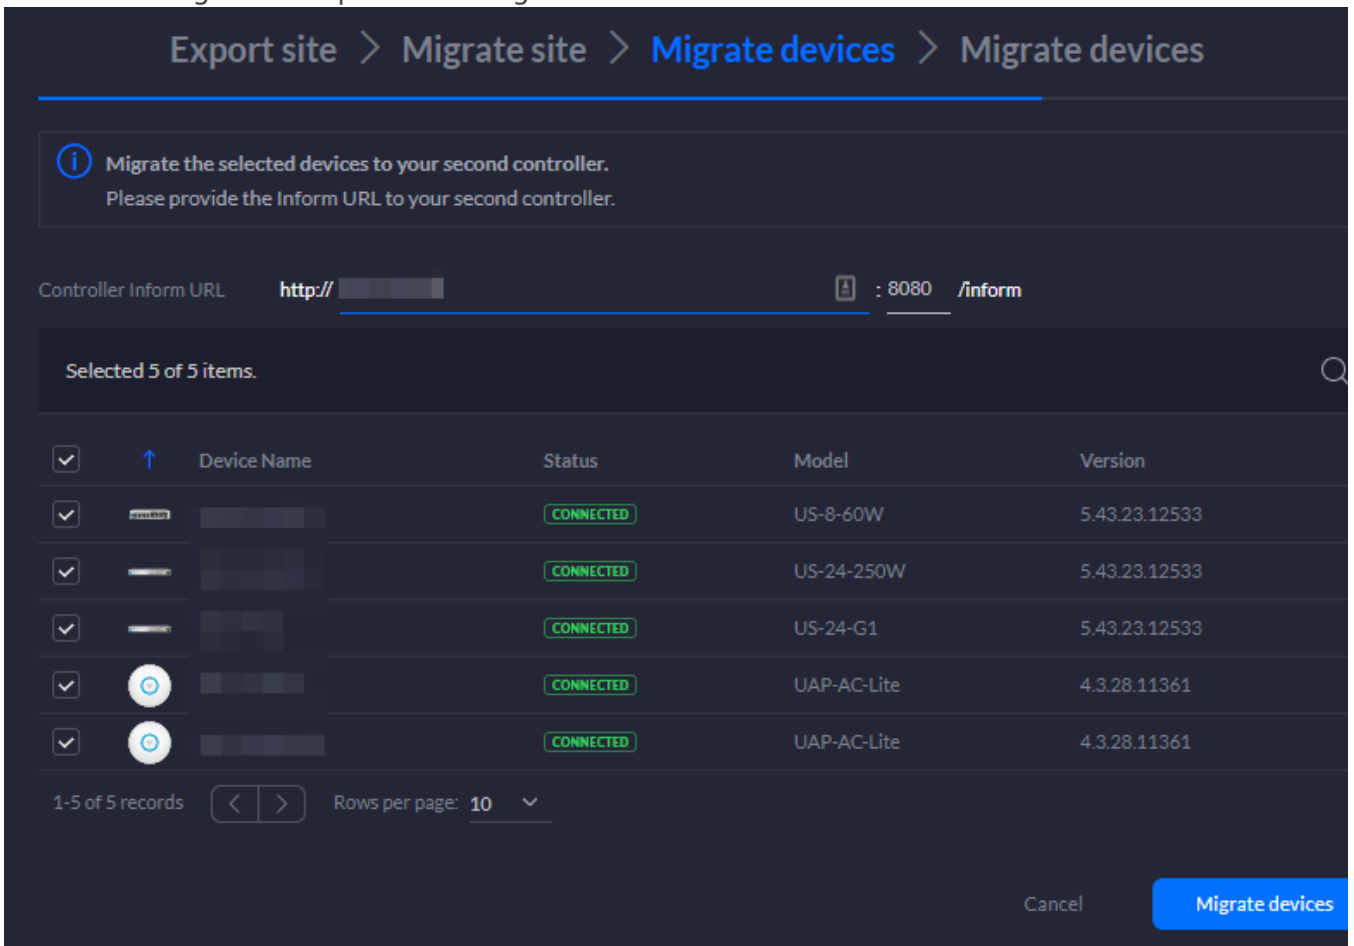 Export site > Migrate site > Migrate devices > Migrate devices
Migrate the selected devices to your second controller.
Please provide the Inform URL to your second controller.
Controller Inform URL http:// : 8080 /inform
Selected 5 of 5 items.
Device Name Status Model Version
CONNECTED US-8-60W 5.43.23.12533
CONNECTED US-24-250W 5.43.23.12533
CONNECTED US-24-G1 5.43.23.12533
CONNECTED UAP-AC-Lite 4.3.28.11361
CONNECTED UAP-AC-Lite 4.3.28.11361
1-5 of 5 records < > Rows per page: 10
Cancel Migrate devices